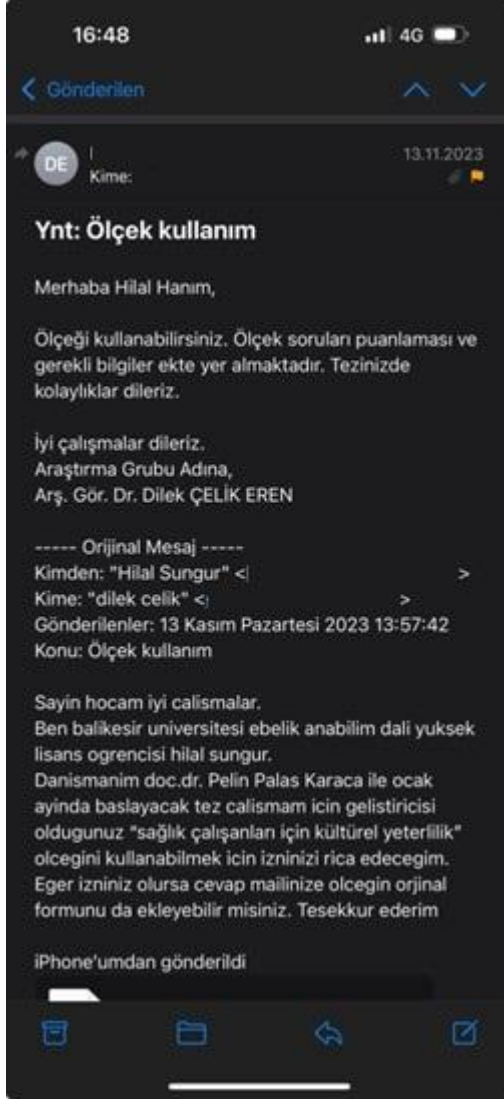 16:48
4G
Gönderilen
DE
13.11.2023
Kime:
Ynt: Ölçek kullanım
Merhaba Hilal Hanım,
Ölçeği kullanabilirsiniz. Ölçek soruları puanlaması ve
gerekli bilgiler ekte yer almaktadır. Tezinizde
kolaylıklar dileriz.
İyi çalışmalar dileriz.
Araştırma Grubu Adına,
Arş. Gör. Dr. Dilek ÇELİK EREN
----- Orijinal Mesaj -----
Kimden: "Hilal Sungur" < >
Kime: "dilek celik" < >
Gönderilenler: 13 Kasım Pazartesi 2023 13:57:42
Konu: Ölçek kullanım
Sayin hocam iyi calismalar.
Ben balikesir universitesi ebelik anabilim dali yuksek
lisans ogrencisi hilal sungur.
Danismanim doc.dr. Pelin Palas Karaca ile ocak
ayinda baslayacak tez calismam icin gelistiricisi
oldugunuz “sağlık çalışanları için kültürel yeterlilik”
olcegini kullanabilmek icin izninizi rica edecegim.
Eger izniniz olursa cevap mailinize olcegin orjinal
formunu da ekleyebilir misiniz. Tesekkur ederim
iPhone'umdan gönderildi